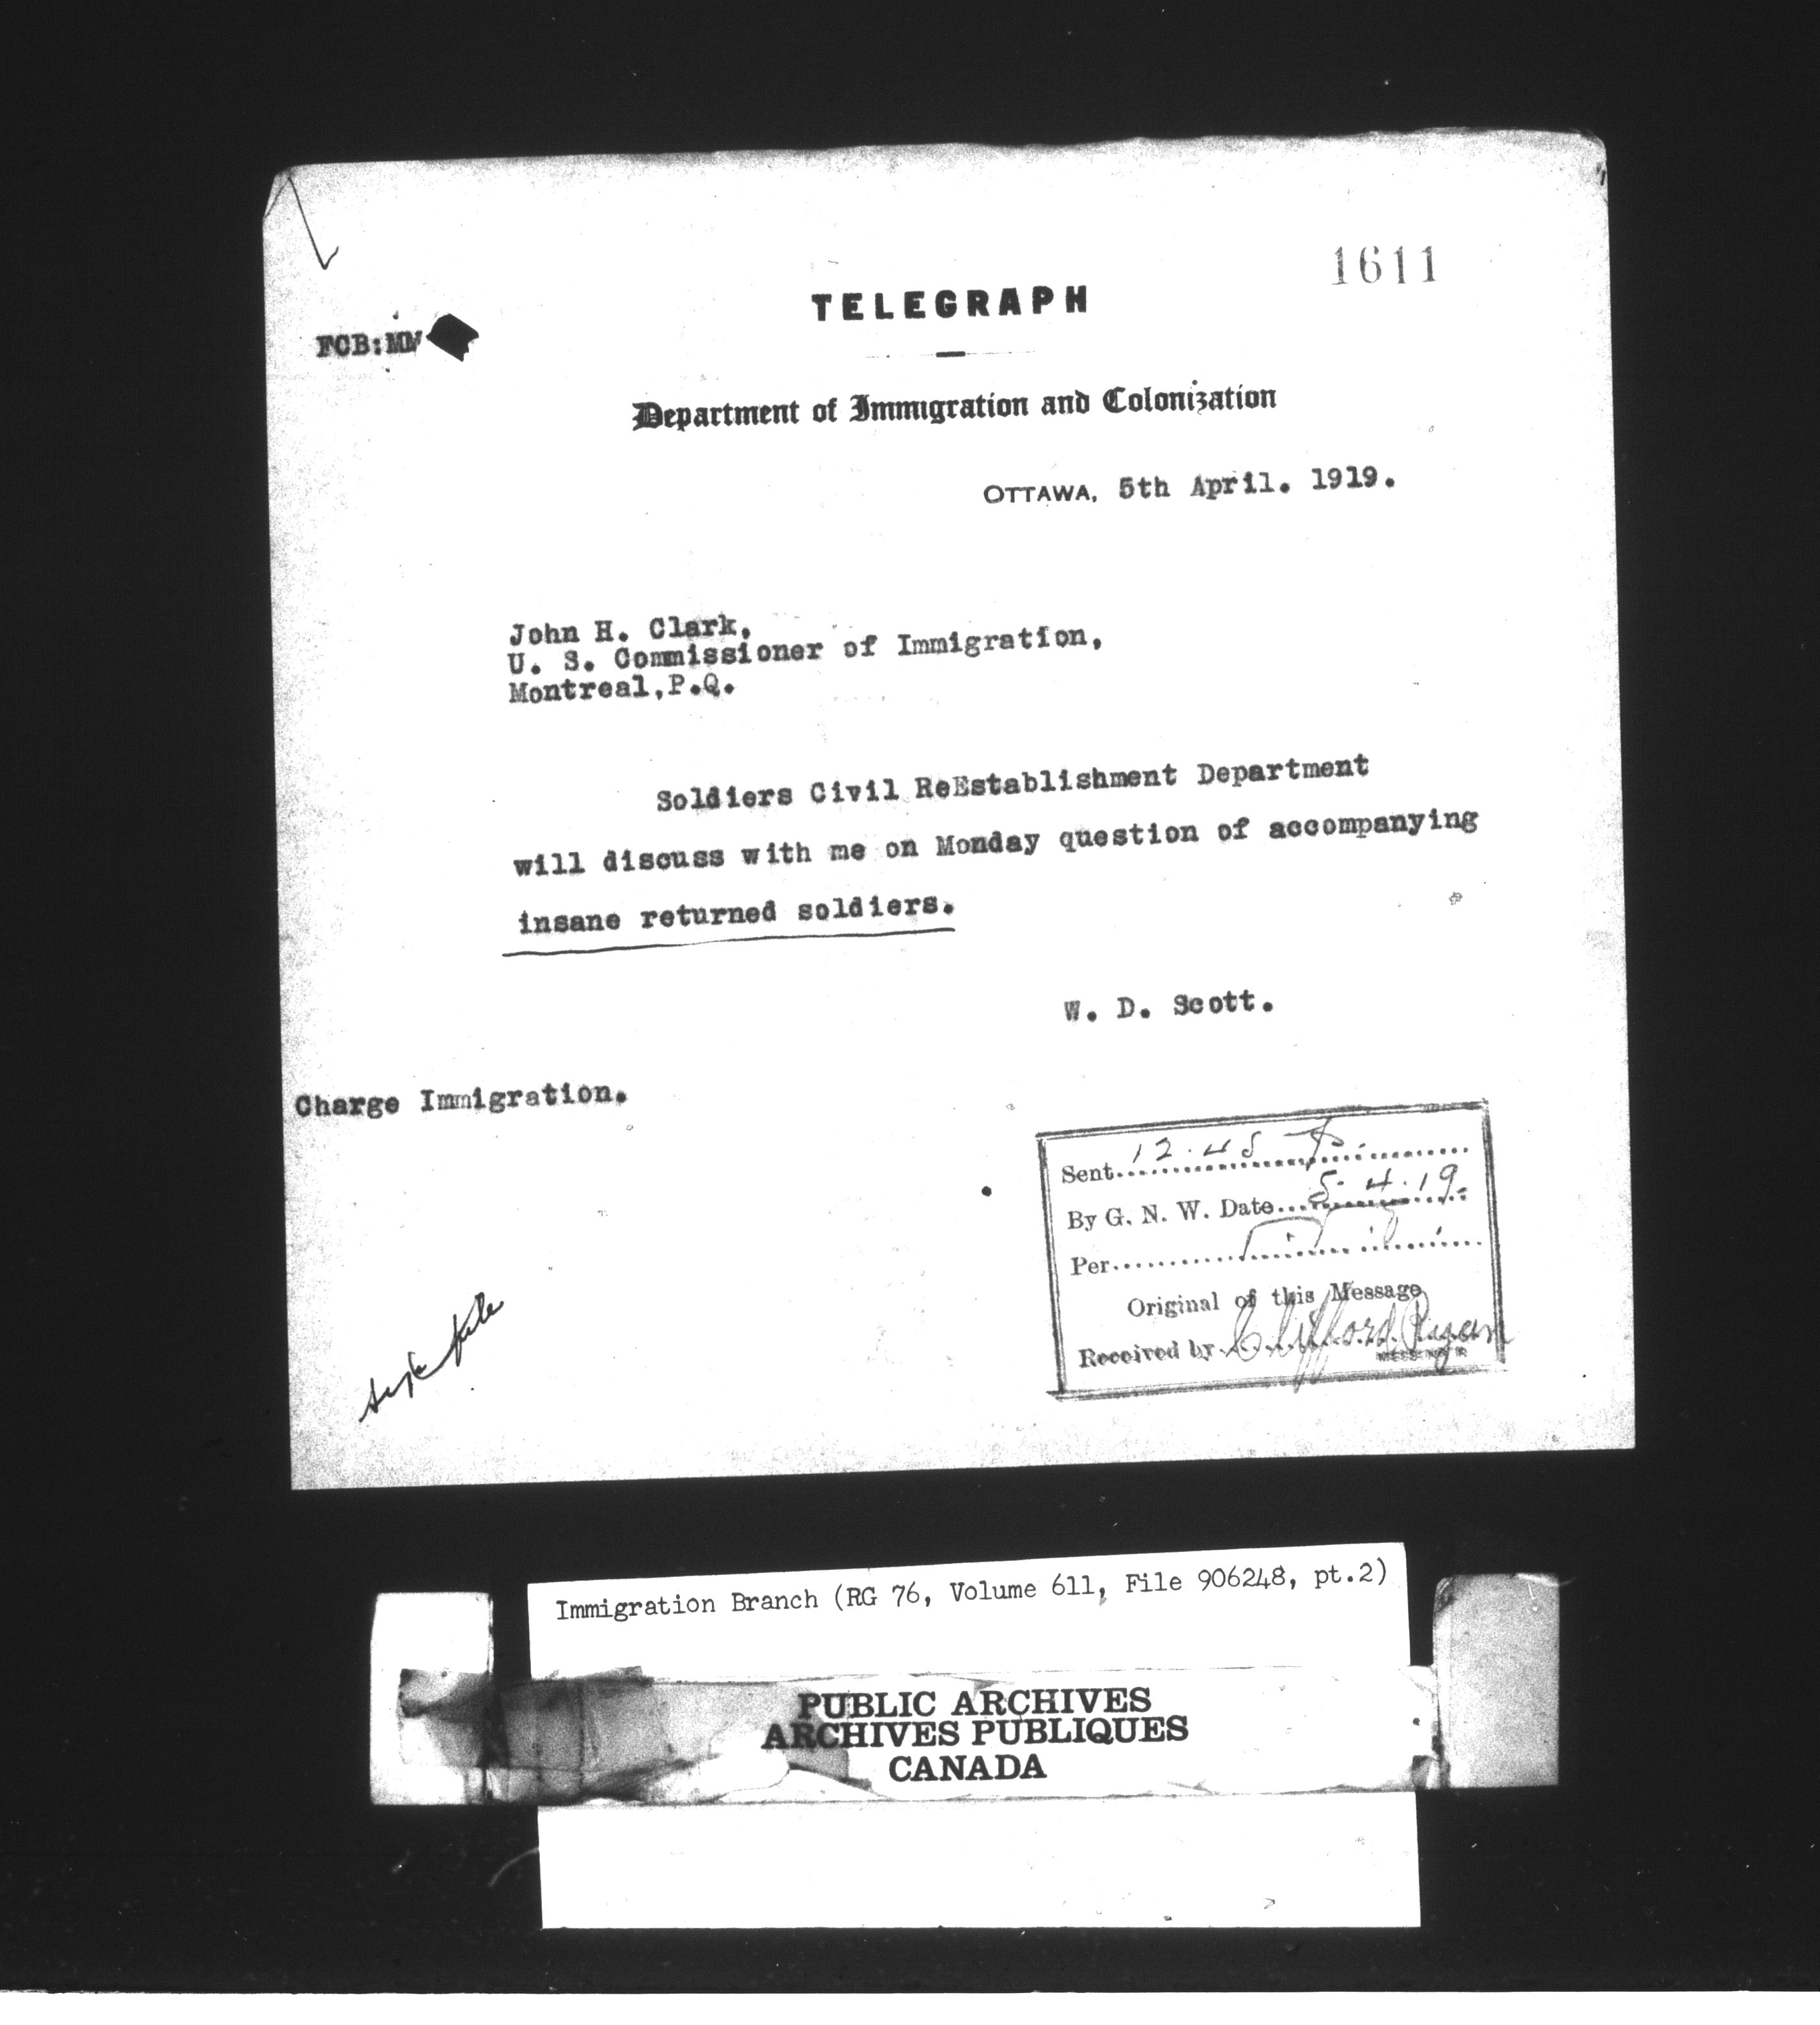 1611
TELEGRAPH
FCB:MM
Department of Immigration and Colonization
OTTAWA, 5th April. 1919.
John H. Clark,
U. S. Commissioner of Immigration,
Montreal,P.Q.
Soldiers Civil ReEstablishment Department
will discuss with me on Monday question of accompanying
insane returned soldiers.
W. D. Scott.
Charge Immigration.
Sent 12.45 P.
By G. N. W. Date 5.4.19.
Per
Original of this Message
Received by Clifford
MESSENGER
Immigration Branch (RG 76, Volume 611, File 906248, pt.2)
PUBLIC ARCHIVES
ARCHIVES PUBLIQUES
CANADA